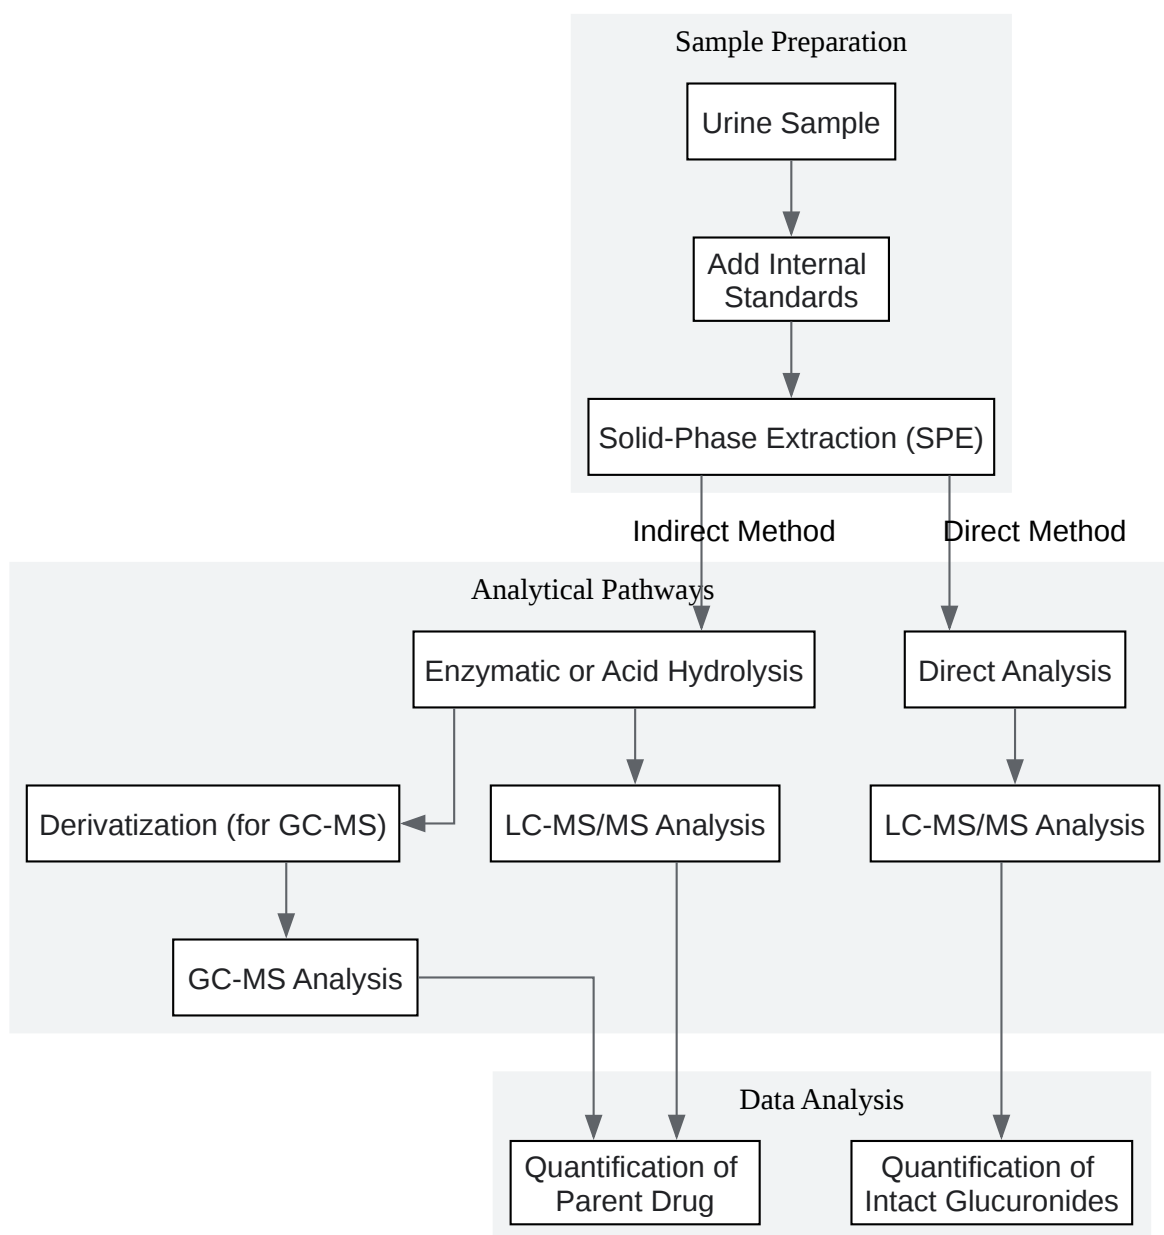 Sample Preparation
Urine Sample
Add Internal
Standards
Solid-Phase Extraction (SPE)
Indirect Method
Direct Method
Analytical Pathways
Enzymatic or Acid Hydrolysis
Direct Analysis
Derivatization (for GC-MS)
LC-MS/MS Analysis
LC-MS/MS Analysis
GC-MS Analysis
Data Analysis
Quantification of
Parent Drug
Quantification of
Intact Glucuronides